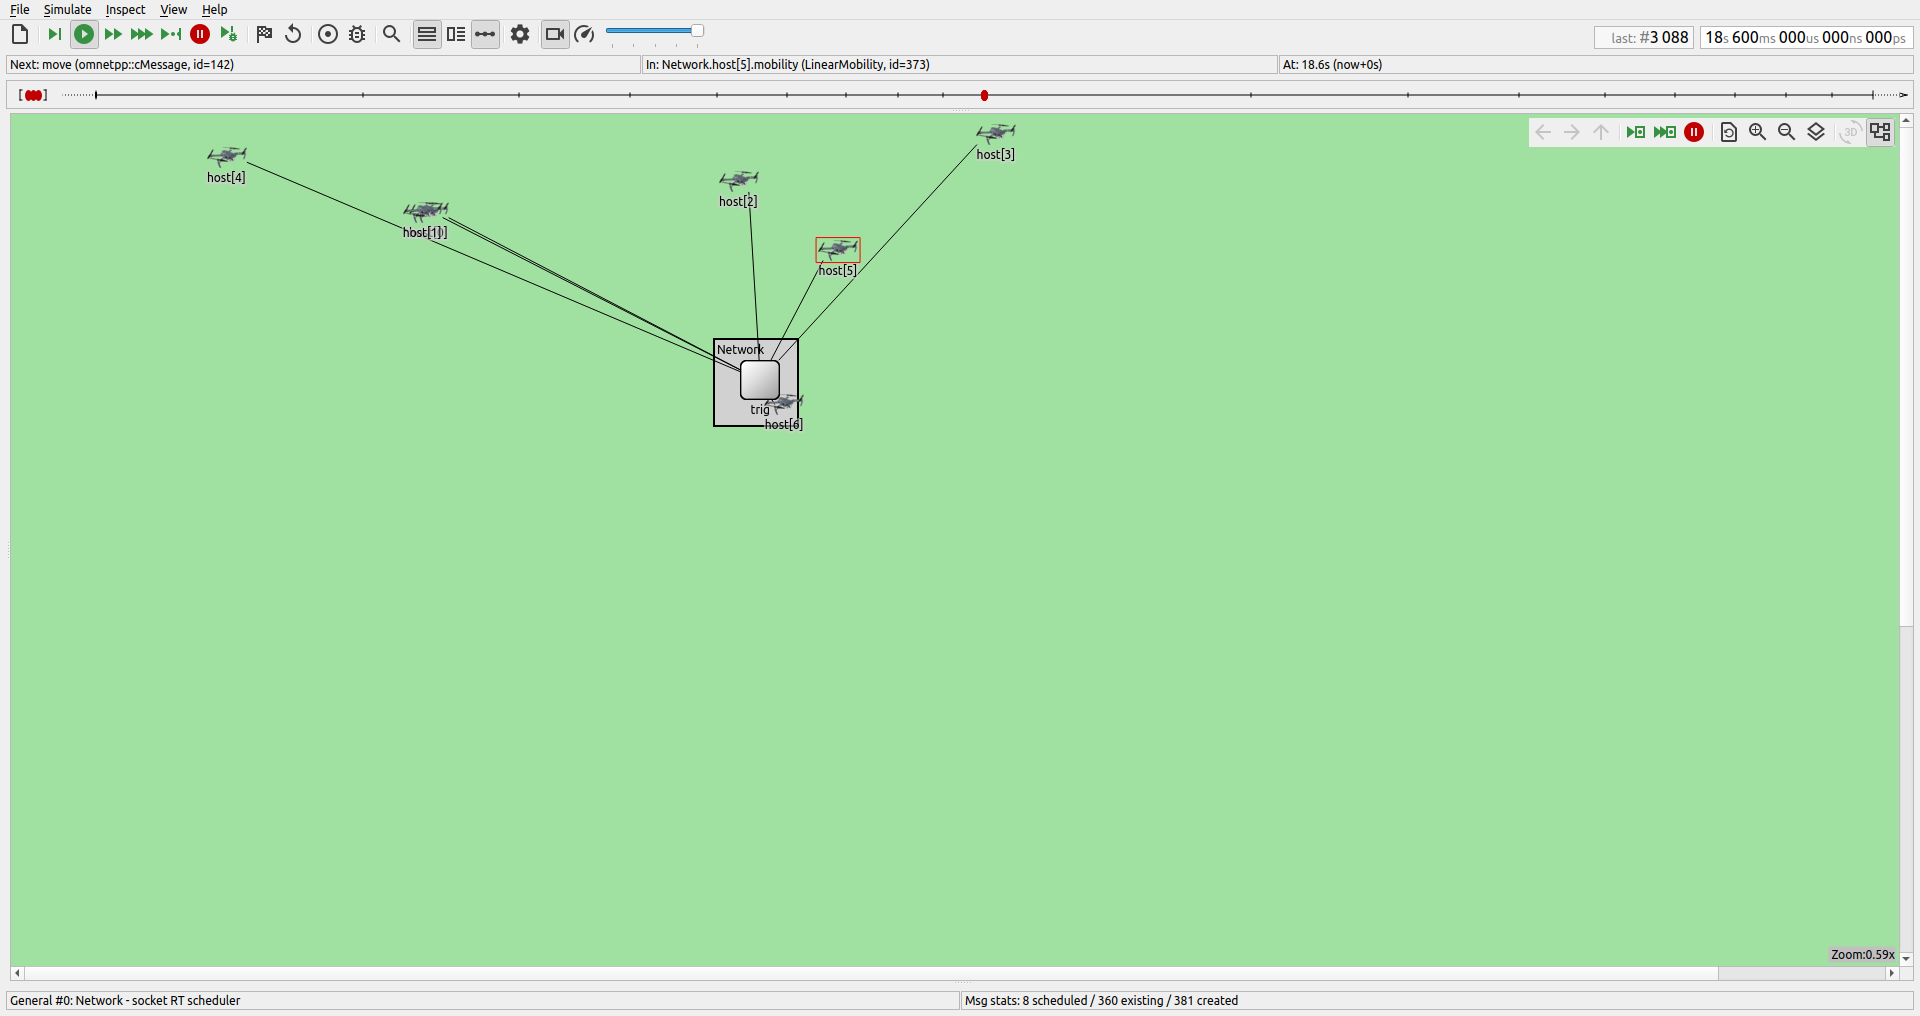 File Simulate Inspect View Help
last: #3 088
18s 600ms 000us 000ns 000ps
Next: move (omnetpp::cMessage, id=142)
In: Network.host[5].mobility (LinearMobility, id=373)
At: 18.6s (now+0s)
3D
host[4]
host[3]
host[2]
host[1]
host[5]
Network
trig
host[6]
Zoom:0.59x
General #0: Network - socket RT scheduler
Msg stats: 8 scheduled / 360 existing / 381 created